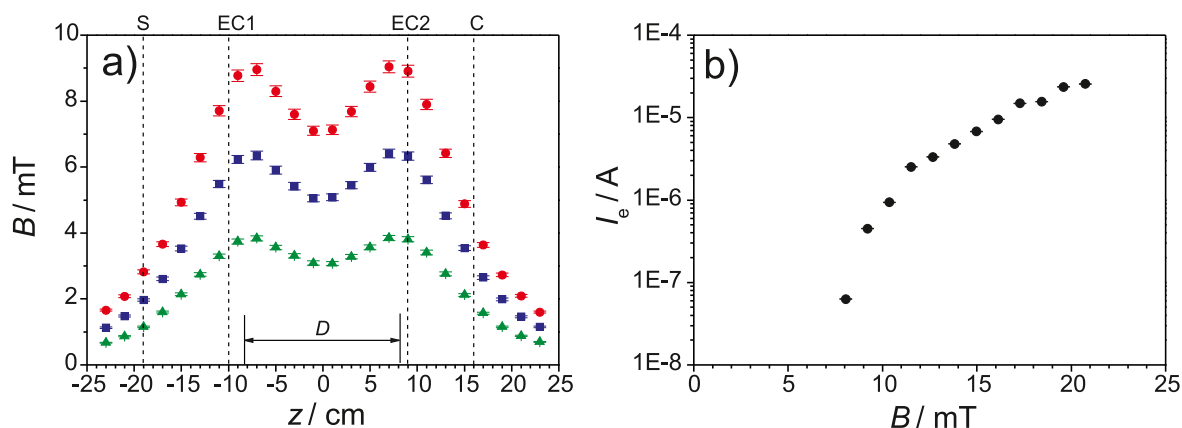 S EC1 EC2 C
a)
10
8
6
4
2
0
B / mT
D
-25 -20 -15 -10 -5 0 5 10 15 20 25
z / cm
b)
1E-4
1E-5
1E-6
1E-7
1E-8
I_e / A
0 5 10 15 20 25
B / mT